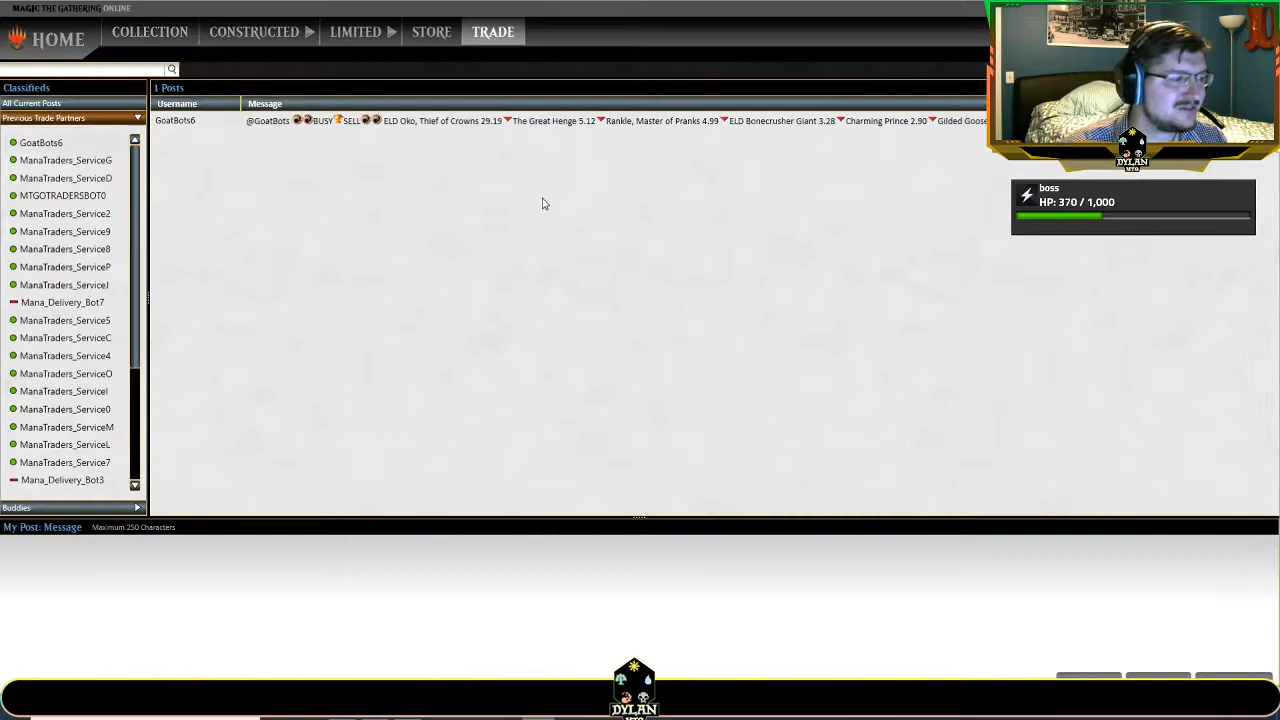 MAGIC THE GATHERING ONLINE
HOME
COLLECTION
CONSTRUCTED
LIMITED
STORE
TRADE
Classifieds
1 Posts
All Current Posts
Username
Message
Previous Trade Partners
GoatBots6
@GoatBots BUSY SELL ELD Oko, Thief of Crowns 29.19 The Great Henge 5.12 Rankle, Master of Pranks 4.99 ELD Bonecrusher Giant 3.28 Charming Prince 2.90 Gilded Goose
GoatBots6
ManaTraders_ServiceG
ManaTraders_ServiceD
MTGOTRADERSBOT0
ManaTraders_Service2
ManaTraders_Service9
ManaTraders_Service8
ManaTraders_ServiceP
ManaTraders_ServiceJ
Mana_Delivery_Bot7
ManaTraders_Service5
ManaTraders_ServiceC
ManaTraders_Service4
ManaTraders_ServiceO
ManaTraders_ServiceI
ManaTraders_Service0
ManaTraders_ServiceM
ManaTraders_ServiceL
ManaTraders_Service7
Mana_Delivery_Bot3
Buddies
My Post: Message
Maximum 250 Characters
DYLAN
MTG
boss
HP: 370 / 1,000
DYLAN
MTG